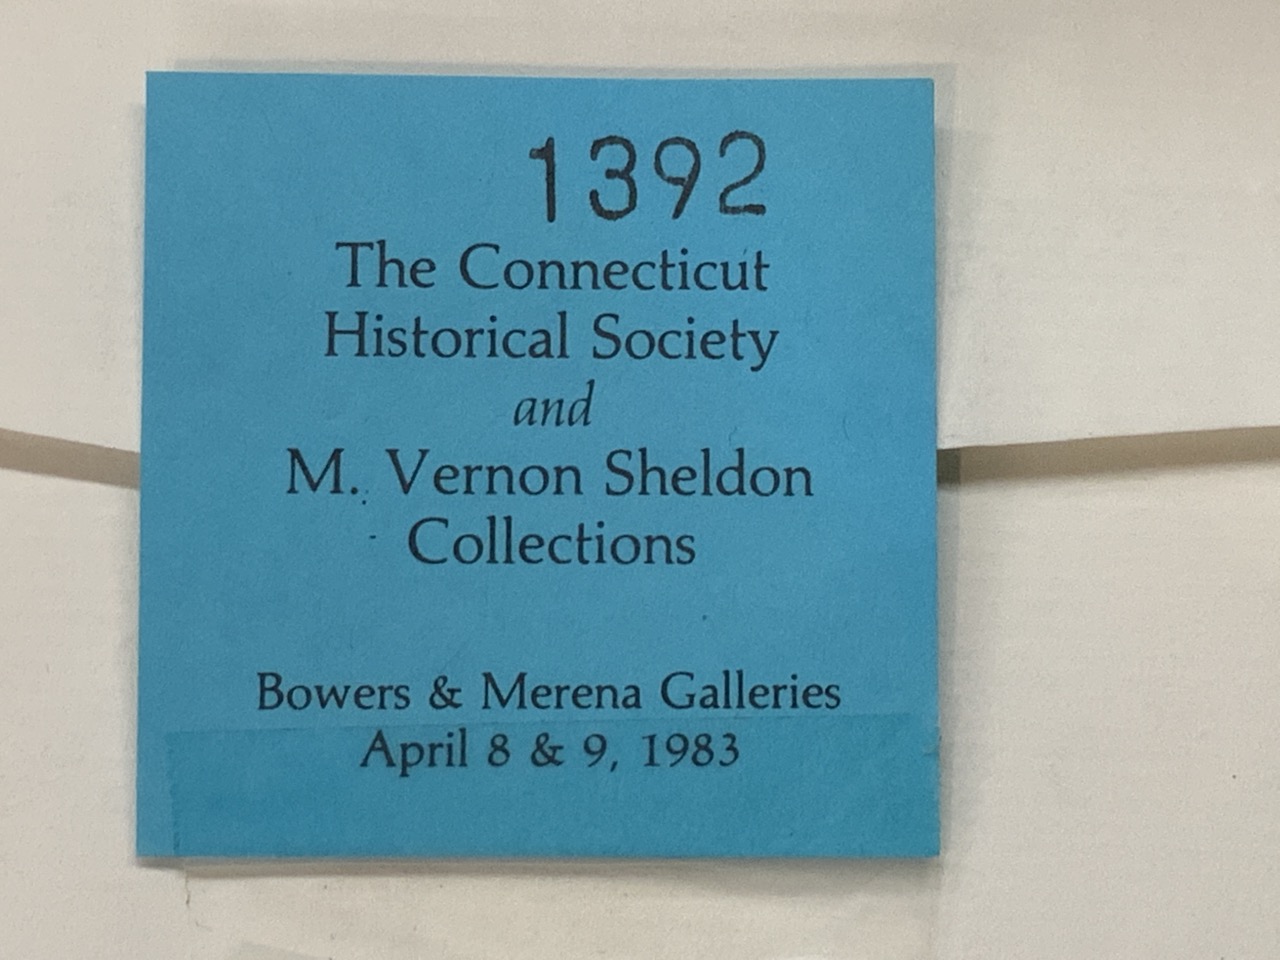 1392
The Connecticut
Historical Society
and
M. Vernon Sheldon
Collections
Bowers & Merena Galleries
April 8 & 9, 1983